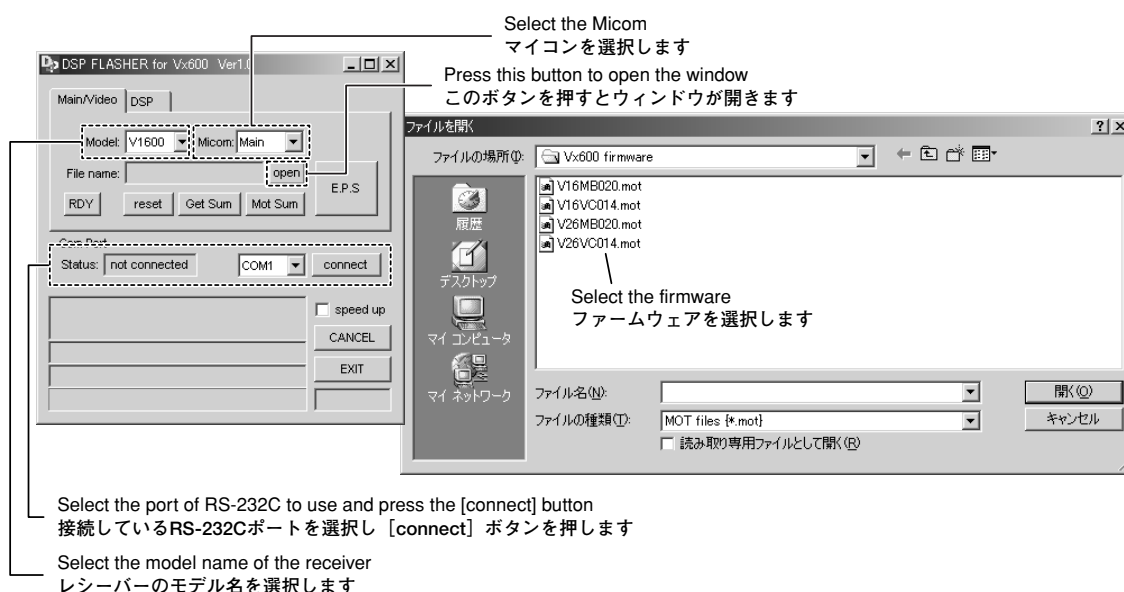 Select the Micom
マイコンを選択します
Press this button to open the window
このボタンを押すとウィンドウが開きます
DSP FLASHER for Vx600 Ver1.0
Main/Video DSP
Model: V1600 Micom: Main
File name: open
E.P.S
RDY reset Get Sum Mot Sum
Com Port
Status: not connected COM1 connect
speed up
CANCEL
EXIT
ファイルを開く
ファイルの場所(I): Vx600 firmware
履歴
デスクトップ
マイ コンピュータ
マイ ネットワーク
V16MB020.mot
V16VC014.mot
V26MB020.mot
V26VC014.mot
Select the firmware
ファームウェアを選択します
ファイル名(N): 開く(O)
ファイルの種類(T): MOT files {*.mot} キャンセル
読み取り専用ファイルとして開く(R)
Select the port of RS-232C to use and press the [connect] button
接続しているRS-232Cポートを選択し［connect］ボタンを押します
Select the model name of the receiver
レシーバーのモデル名を選択します